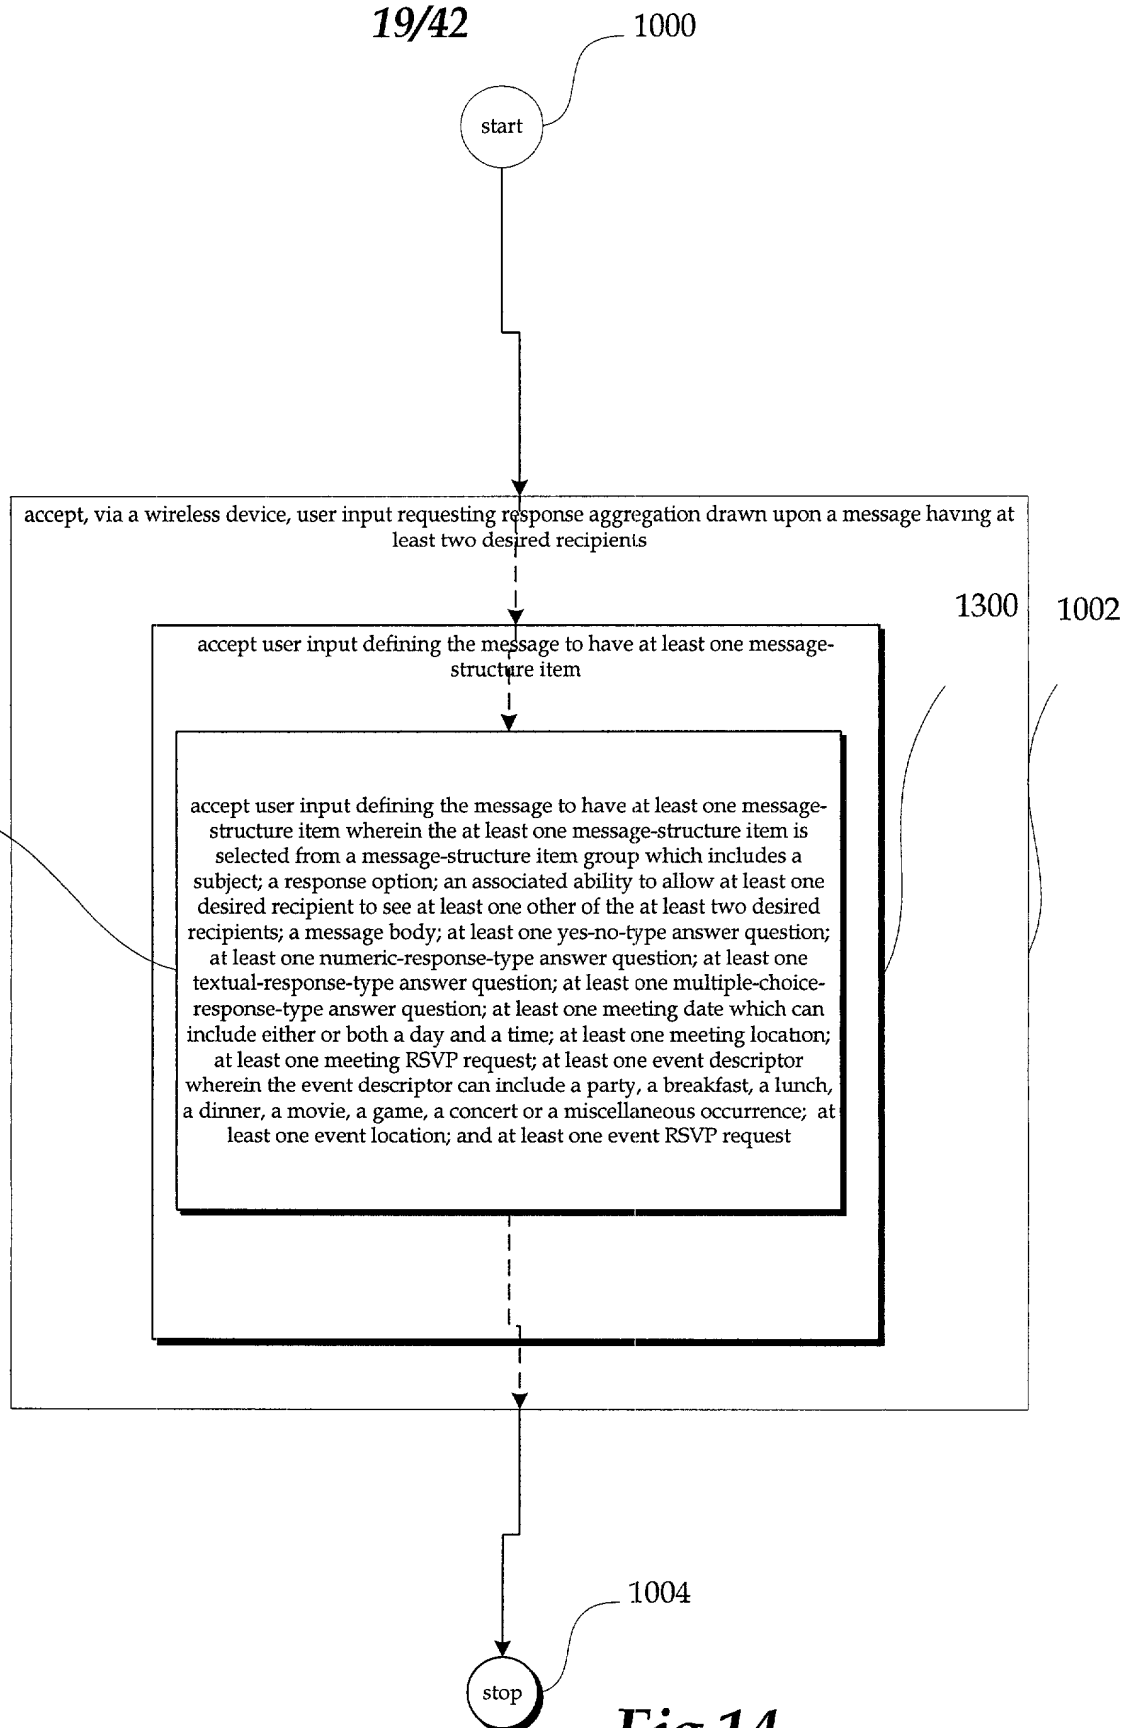 19/42
1000
start
accept, via a wireless device, user input requesting response aggregation drawn upon a message having at
least two desired recipients
1300
1002
accept user input defining the message to have at least one message-
structure item
accept user input defining the message to have at least one message-
structure item wherein the at least one message-structure item is
selected from a message-structure item group which includes a
subject; a response option; an associated ability to allow at least one
desired recipient to see at least one other of the at least two desired
recipients; a message body; at least one yes-no-type answer question;
at least one numeric-response-type answer question; at least one
textual-response-type answer question; at least one multiple-choice-
response-type answer question; at least one meeting date which can
include either or both a day and a time; at least one meeting location;
at least one meeting RSVP request; at least one event descriptor
wherein the event descriptor can include a party, a breakfast, a lunch,
a dinner, a movie, a game, a concert or a miscellaneous occurrence; at
least one event location; and at least one event RSVP request
1004
stop
Fig 14